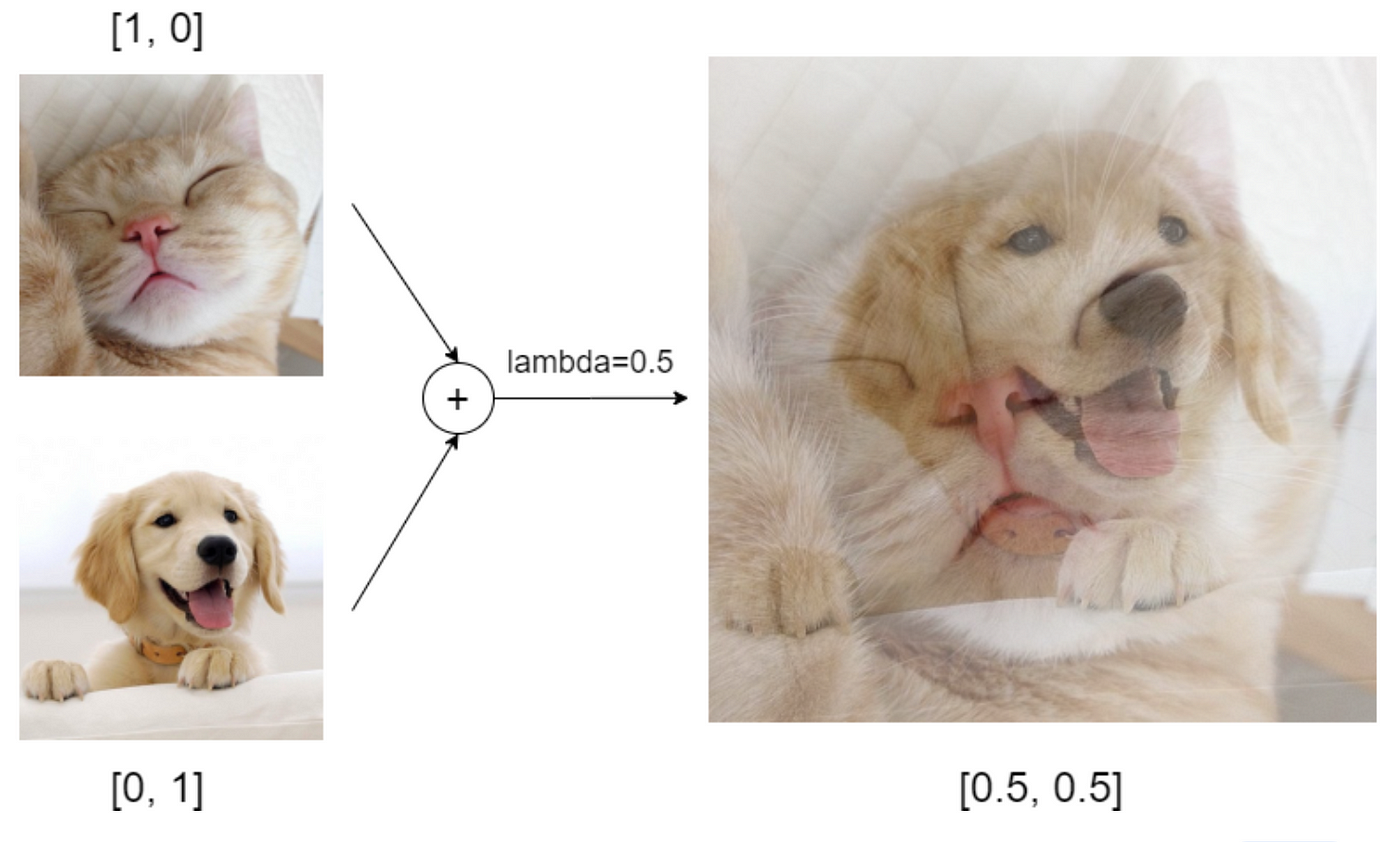 [1, 0]
+
lambda=0.5
[0, 1]
[0.5, 0.5]